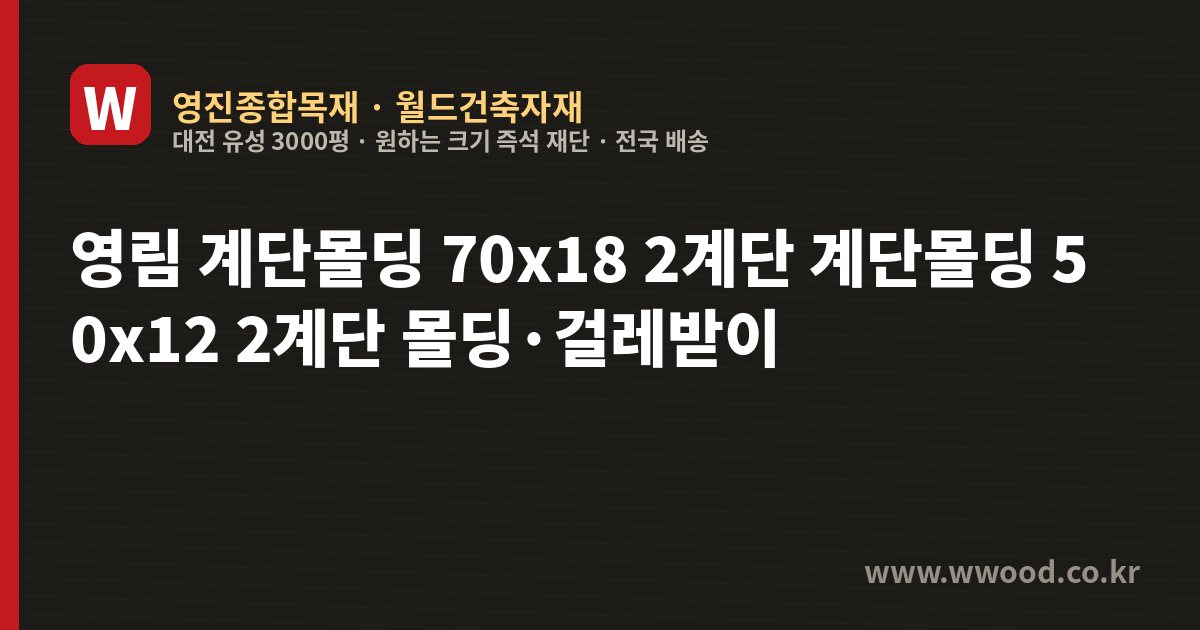 W
영진종합목재 · 월드건축자재
대전 유성 3000평 · 원하는 크기 즉석 재단 · 전국 배송
영림 계단몰딩 70x18 2계단 계단몰딩 5
0x12 2계단 몰딩·걸레받이
www.wwood.co.kr